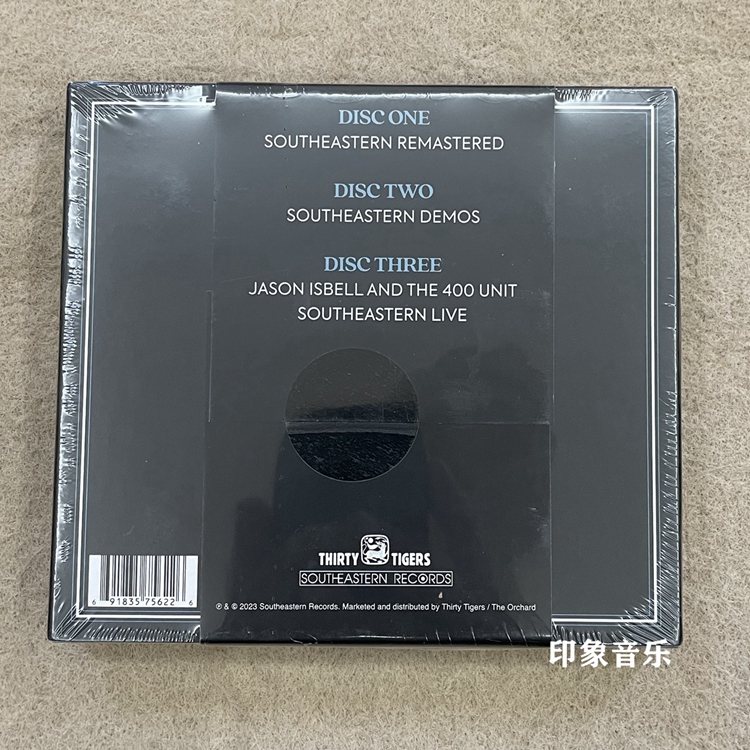 DISC ONE
SOUTHEASTERN REMASTERED
DISC TWO
SOUTHEASTERN DEMOS
DISC THREE
JASON ISBELL AND THE 400 UNIT
SOUTHEASTERN LIVE
THIRTY TIGERS
SOUTHEASTERN RECORDS
6 91835 75622 6
℗ & © 2023 Southeastern Records. Marketed and distributed by Thirty Tigers / The Orchard
印象音乐